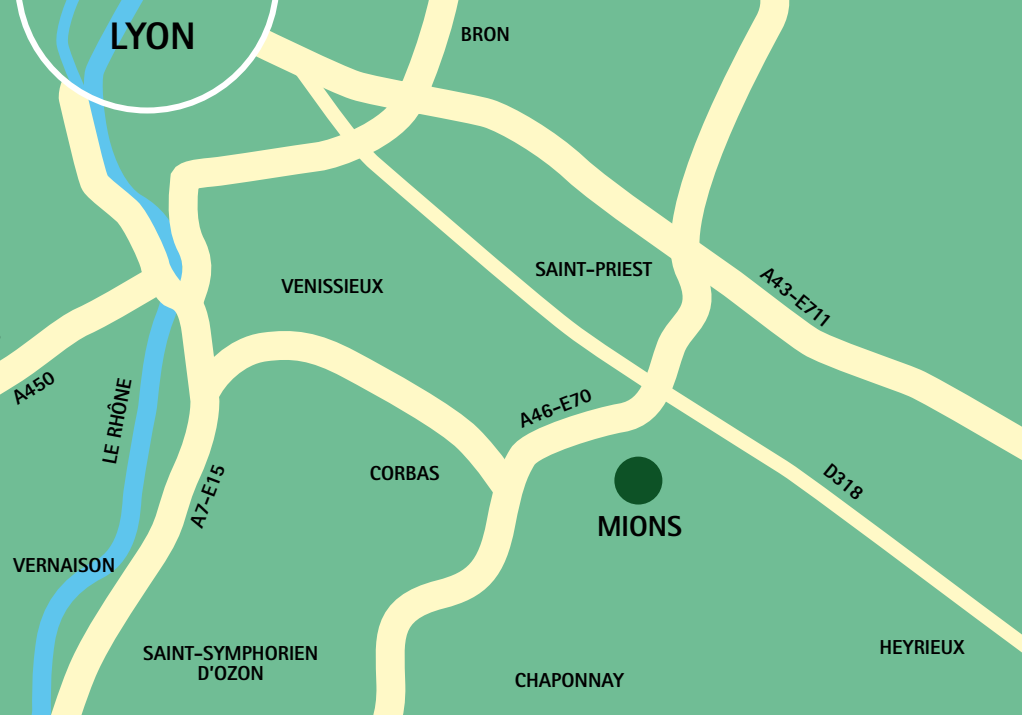 LYON
BRON
SAINT-PRIEST
A43-E711
VENISSIEUX
A450
LE RHÔNE
A46-E70
CORBAS
D318
A7-E15
MIONS
VERNAISON
SAINT-SYMPHORIEN
D'OZON
HEYRIEUX
CHAPONNAY